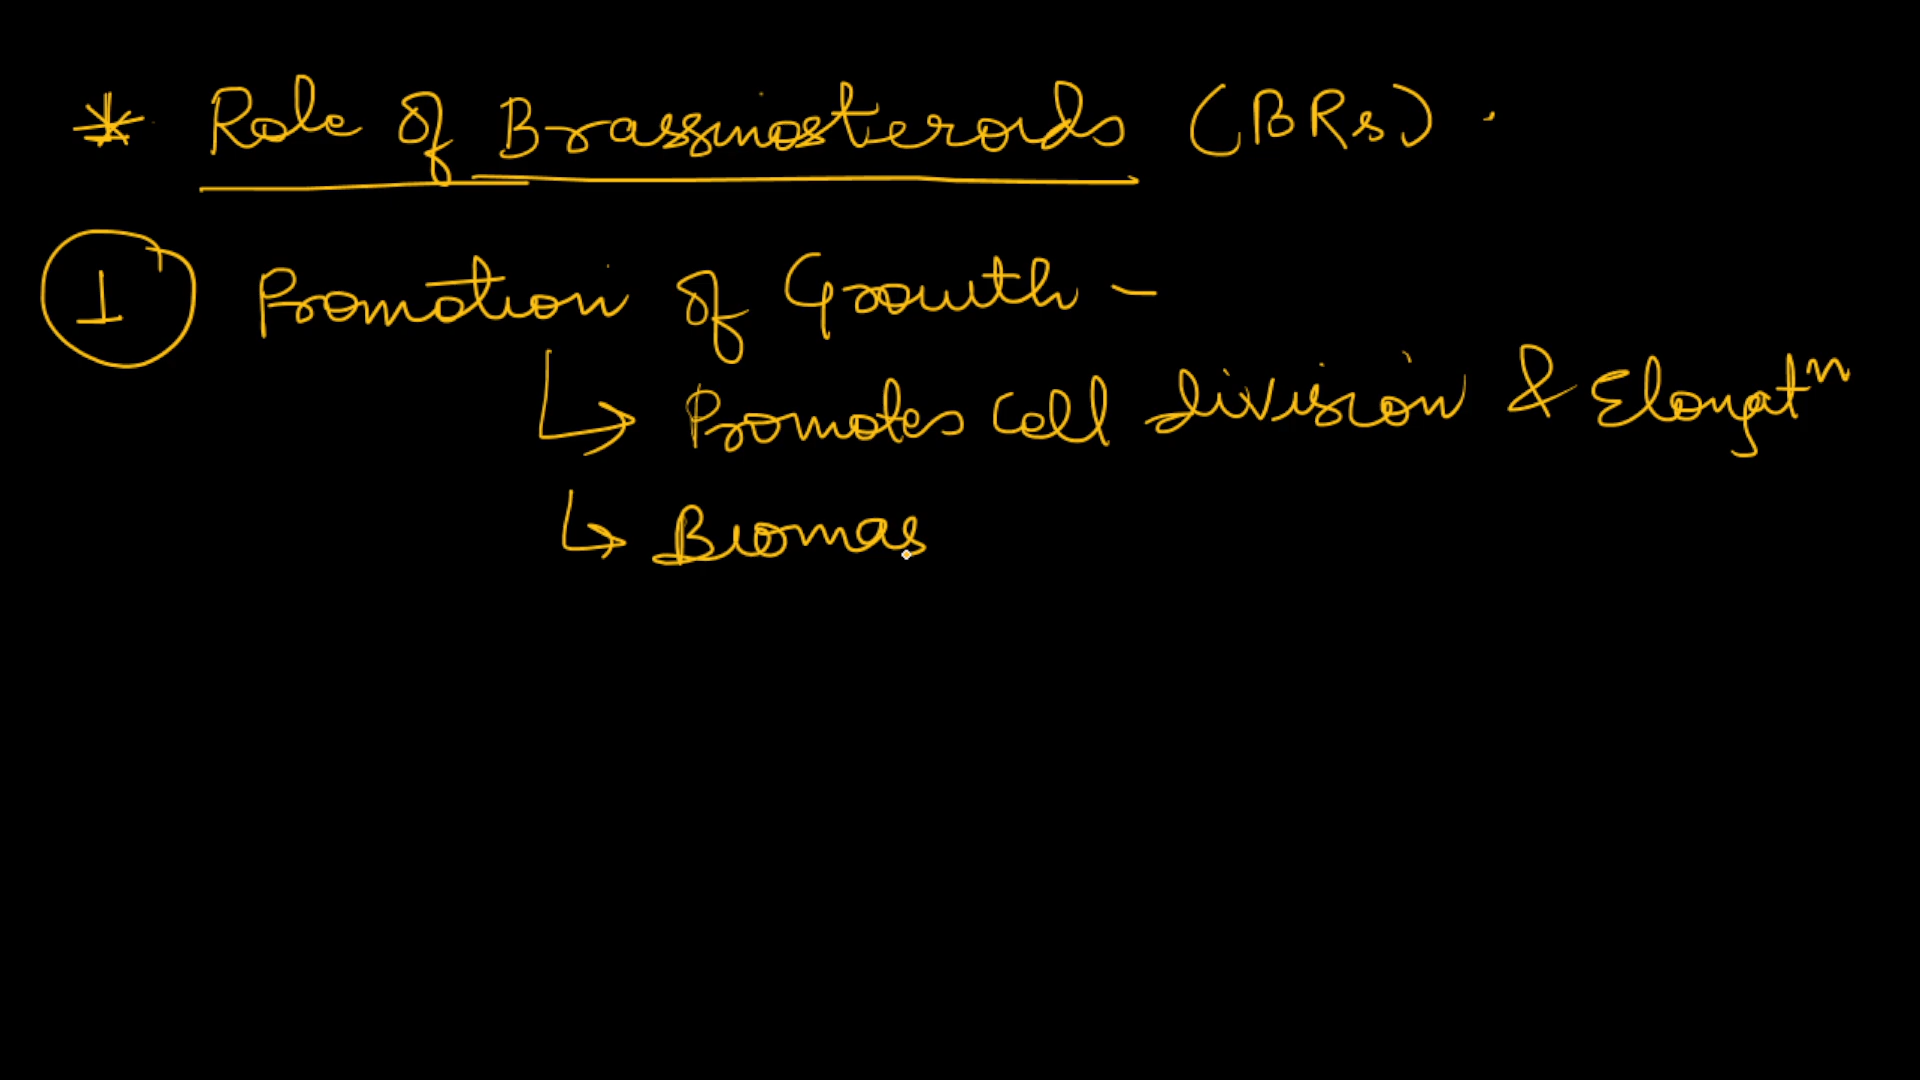 * Role of Brassinosteroids (BRs).
1 Promotion of Growth -
↳ Promotes cell division & Elongatⁿ
↳ Biomas